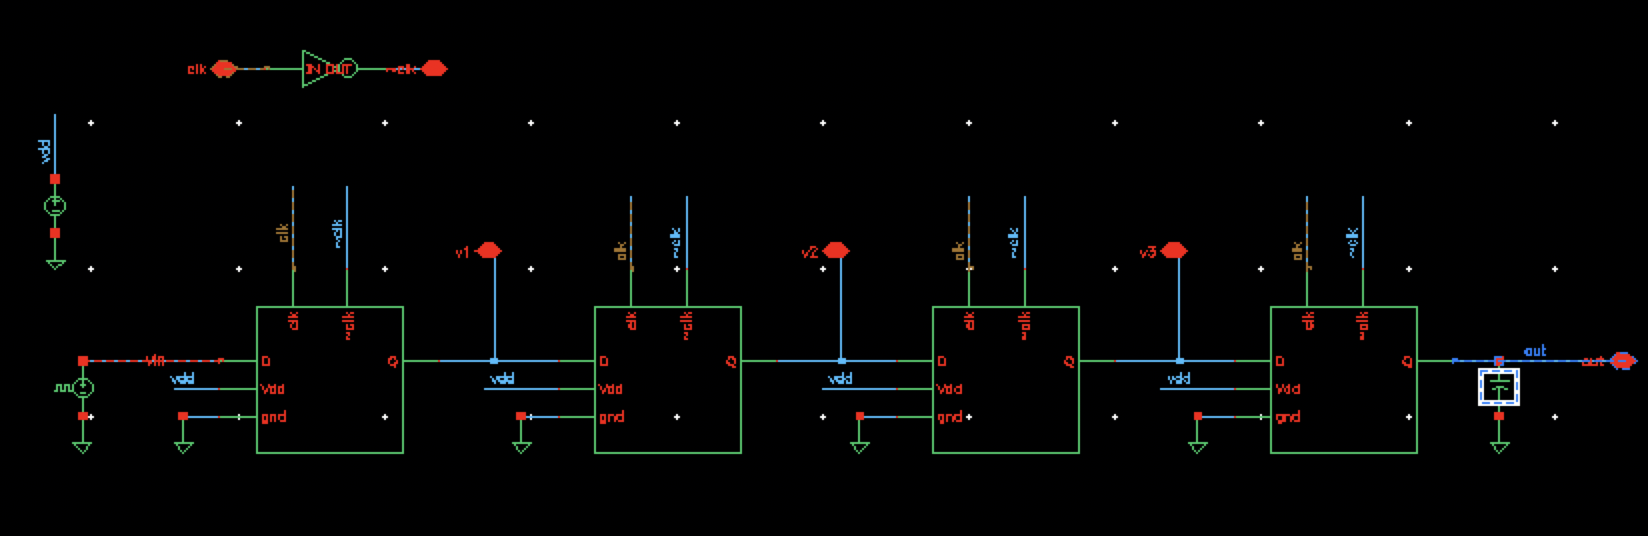 clk IN OUT ~clk
vdd
clk ~clk clk ~clk clk ~clk clk ~clk
v1 v2 v3
clk ~clk clk ~clk clk ~clk clk ~clk
out
vin D Q D Q D Q D Q out
vdd Vdd vdd Vdd vdd Vdd vdd Vdd
gnd gnd gnd gnd